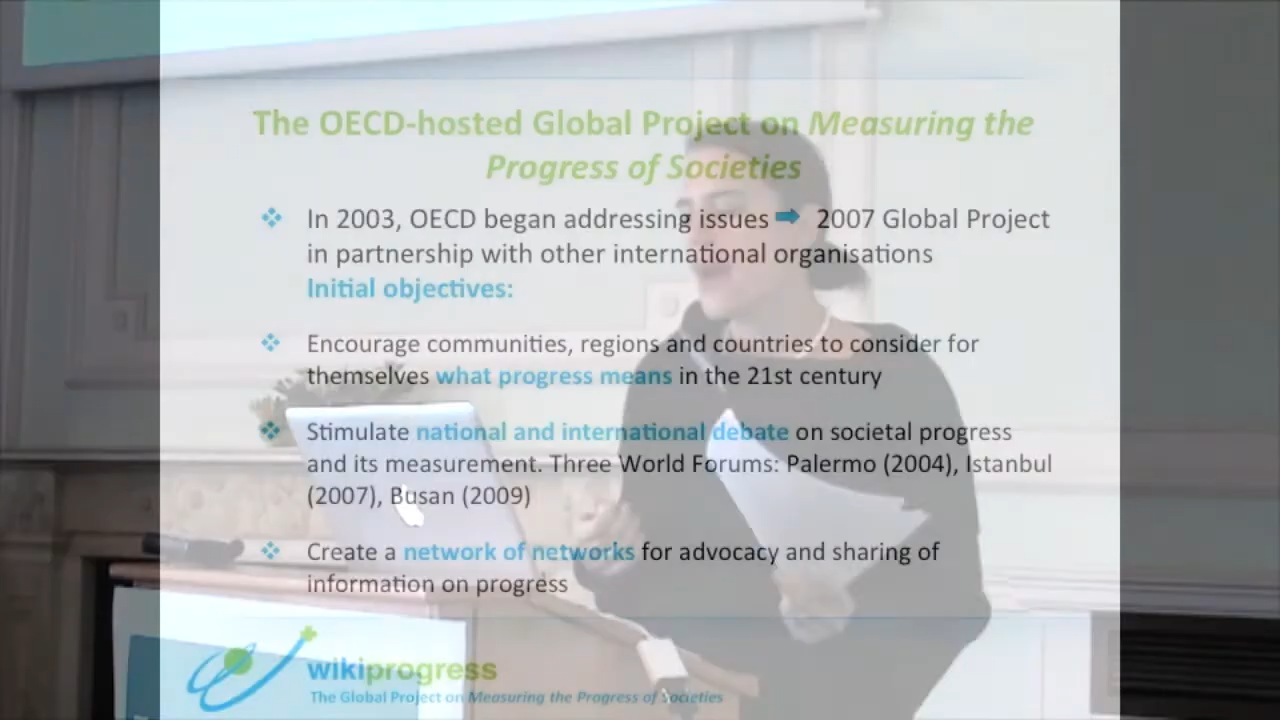 The OECD-hosted Global Project on Measuring the
Progress of Societies
In 2003, OECD began addressing issues ➡ 2007 Global Project
in partnership with other international organisations
Initial objectives:
Encourage communities, regions and countries to consider for
themselves what progress means in the 21st century
Stimulate national and international debate on societal progress
and its measurement. Three World Forums: Palermo (2004), Istanbul
(2007), Busan (2009)
Create a network of networks for advocacy and sharing of
information on progress
wikiprogress
The Global Project on Measuring the Progress of Societies